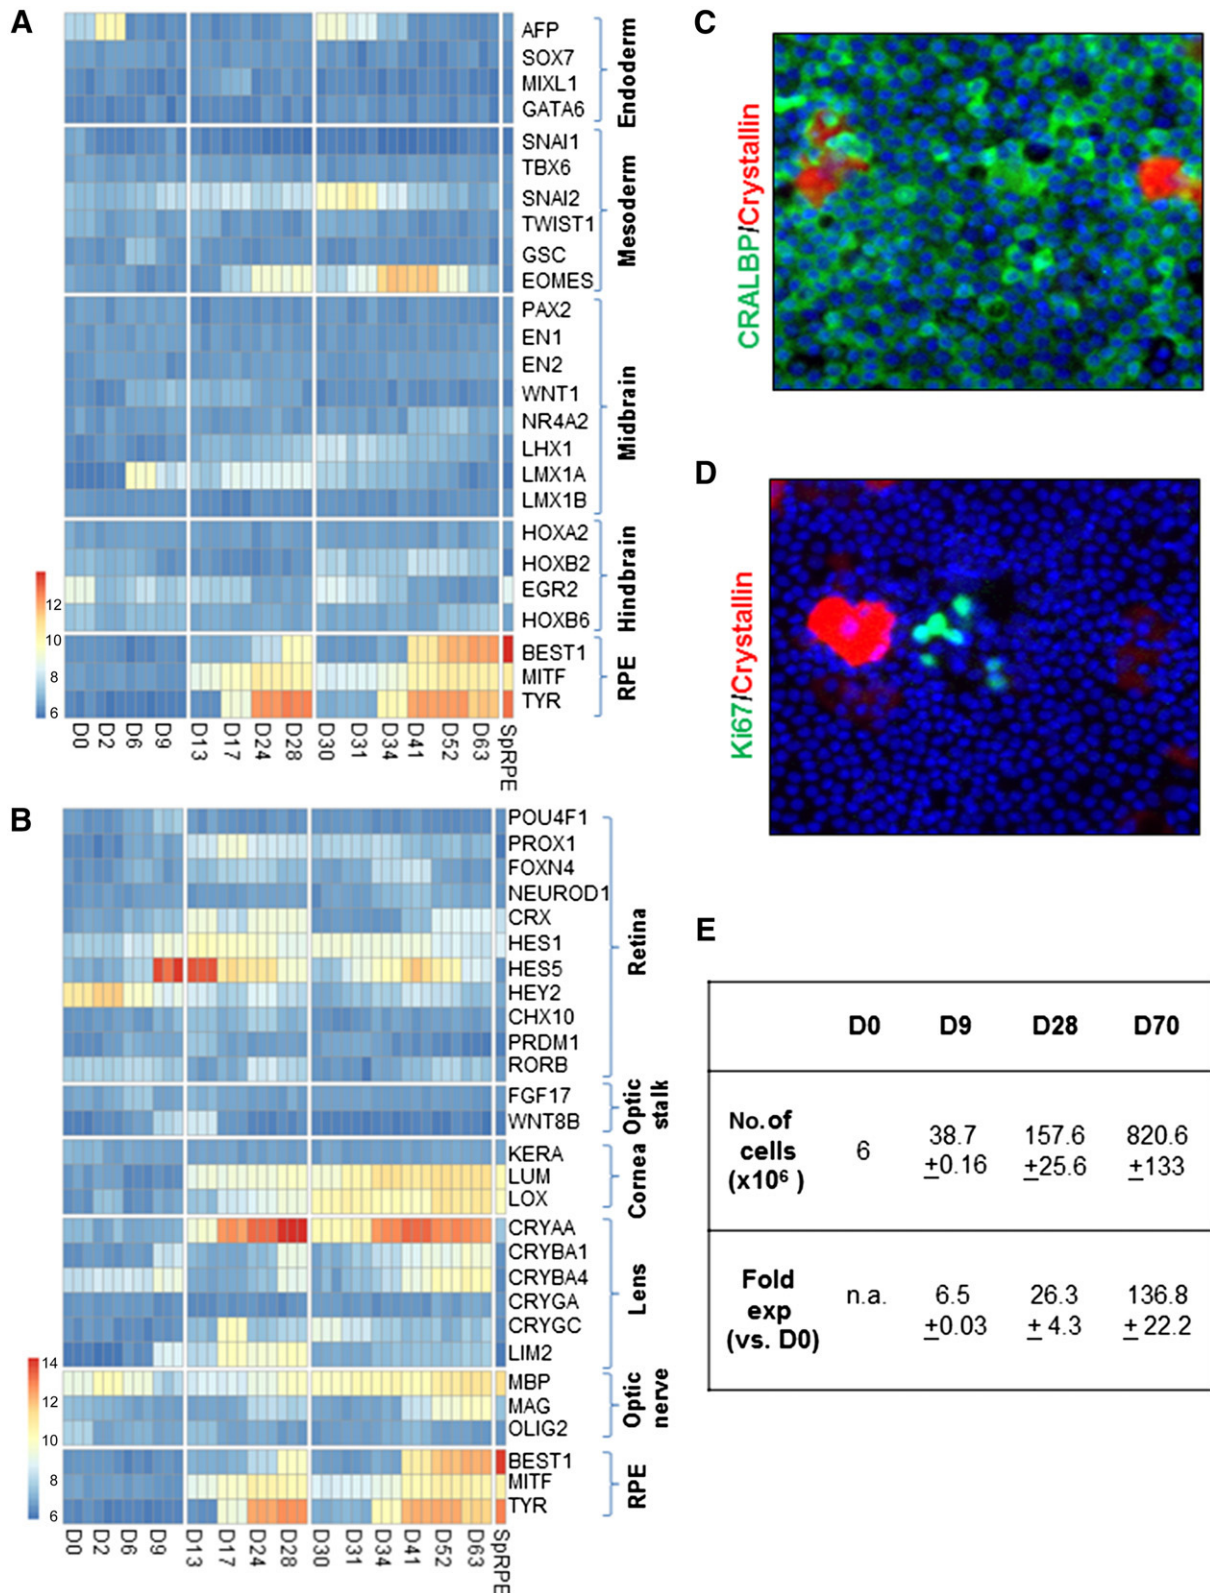 A
AFP
SOX7
MIXL1
GATA6
Endoderm
SNAI1
TBX6
SNAI2
TWIST1
GSC
EOMES
Mesoderm
PAX2
EN1
EN2
WNT1
NR4A2
LHX1
LMX1A
LMX1B
Midbrain
HOXA2
HOXB2
EGR2
HOXB6
Hindbrain
BEST1
MITF
TYR
RPE
12
10
8
6
D0 D2 D6 D9 D13 D17 D24 D28 D30 D31 D34 D41 D52 D63 SpRPE
B
POU4F1
PROX1
FOXN4
NEUROD1
CRX
HES1
HES5
HEY2
CHX10
PRDM1
RORB
Retina
FGF17
WNT8B
Optic
stalk
KERA
LUM
LOX
Cornea
CRYAA
CRYBA1
CRYBA4
CRYGA
CRYGC
LIM2
Lens
MBP
MAG
OLIG2
Optic
nerve
BEST1
MITF
TYR
RPE
14
12
10
8
6
D0 D2 D6 D9 D13 D17 D24 D28 D30 D31 D34 D41 D52 D63 SpRPE
C
CRALBP/Crystallin
D
Ki67/Crystallin
E
D0 D9 D28 D70
No. of
cells
(x10⁶ )
6
38.7
±0.16
157.6
±25.6
820.6
±133
Fold
exp
(vs. D0)
n.a.
6.5
±0.03
26.3
± 4.3
136.8
± 22.2